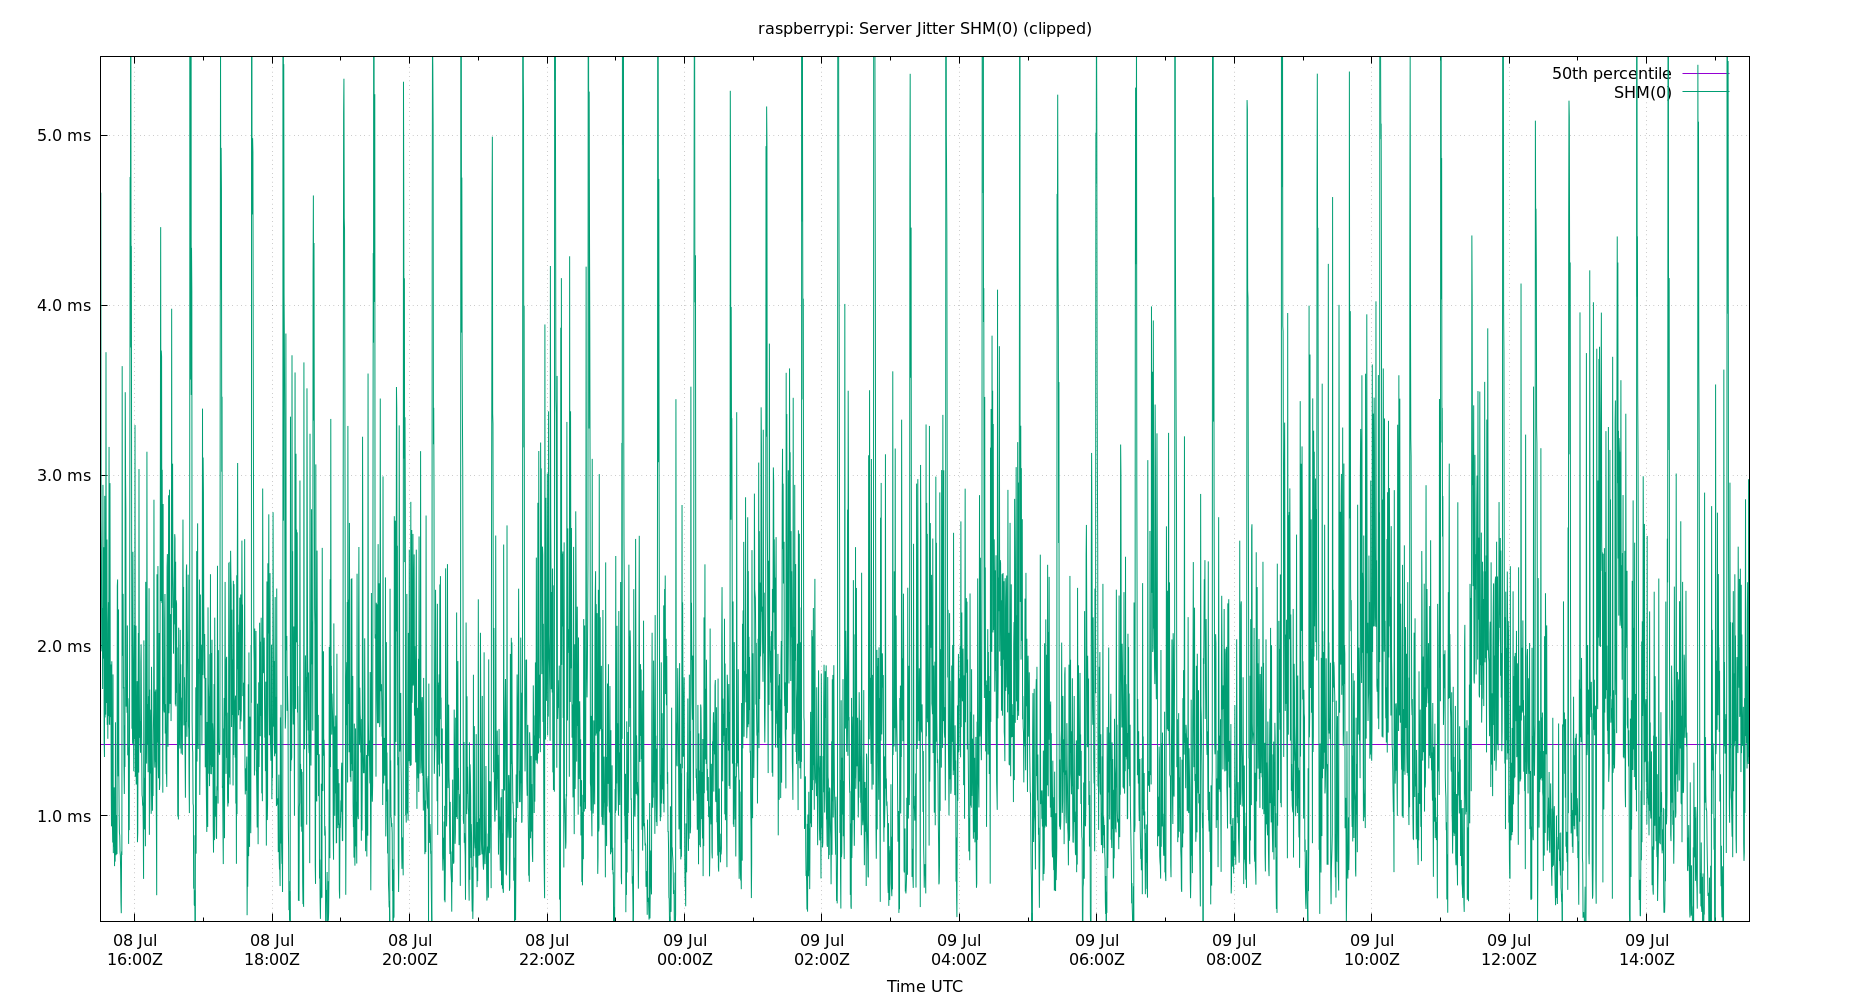 raspberrypi: Server Jitter SHM(0) (clipped)
50th percentile
SHM(0)
5.0 ms
4.0 ms
3.0 ms
2.0 ms
1.0 ms
08 Jul 08 Jul 08 Jul 08 Jul 09 Jul 09 Jul 09 Jul 09 Jul 09 Jul 09 Jul 09 Jul 09 Jul
16:00Z 18:00Z 20:00Z 22:00Z 00:00Z 02:00Z 04:00Z 06:00Z 08:00Z 10:00Z 12:00Z 14:00Z
Time UTC